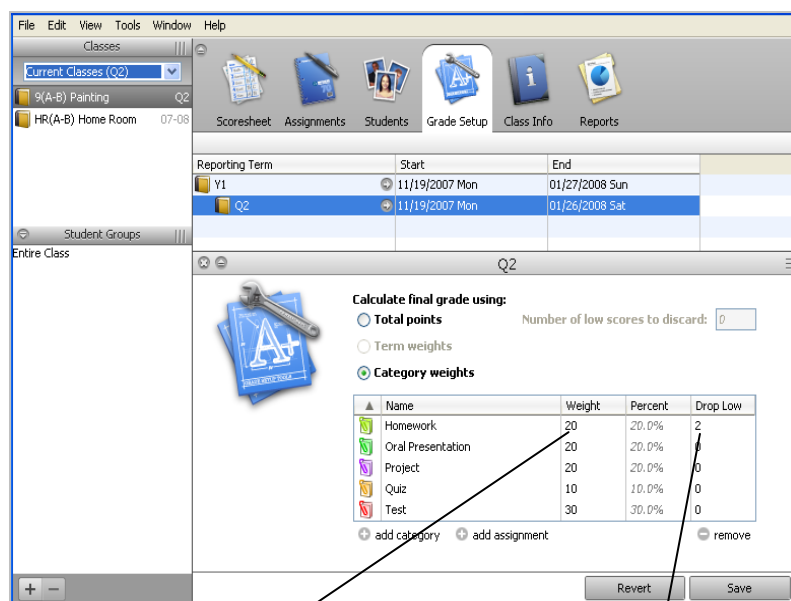 File Edit View Tools Window Help
Classes
Current Classes (Q2)
9(A-B) Painting Q2
HR(A-B) Home Room 07-08
Scoresheet Assignments Students Grade Setup Class Info Reports
Reporting Term Start End
Y1 11/19/2007 Mon 01/27/2008 Sun
Q2 11/19/2007 Mon 01/26/2008 Sat
Student Groups
Entire Class
Q2
Calculate final grade using:
Total points Number of low scores to discard: 0
Term weights
Category weights
Name Weight Percent Drop Low
Homework 20 20.0% 2
Oral Presentation 20 20.0% 0
Project 20 20.0% 0
Quiz 10 10.0% 0
Test 30 30.0% 0
add category add assignment remove
Revert Save